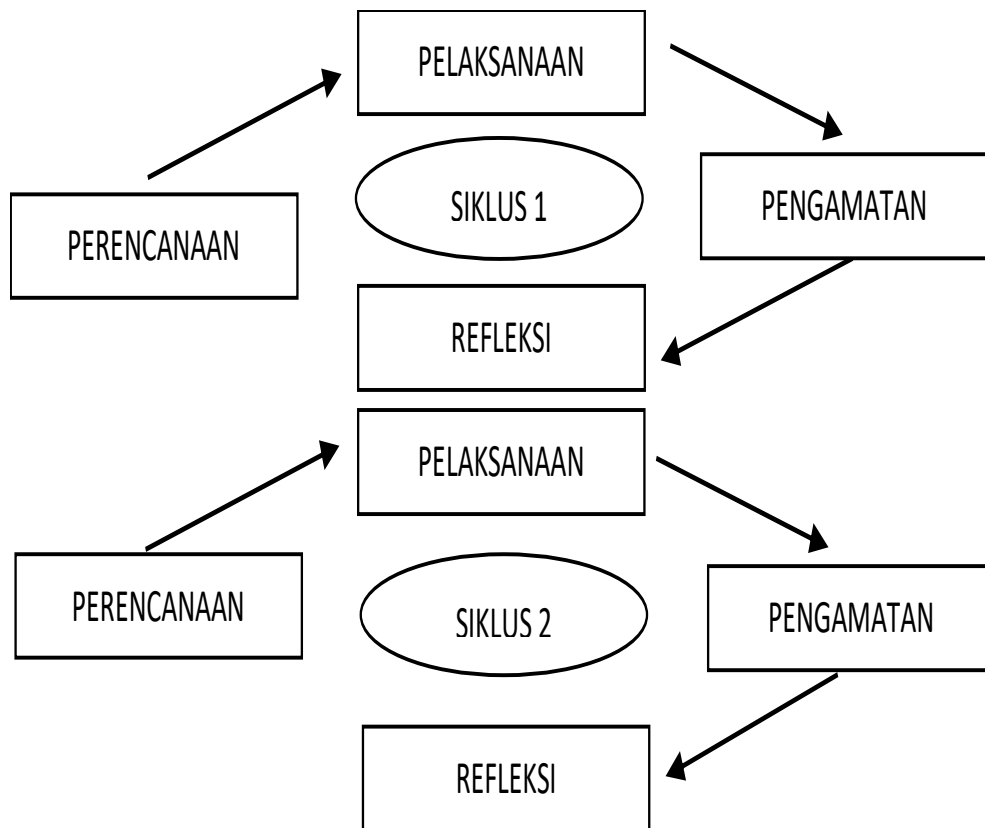 PELAKSANAAN
SIKLUS 1
PENGAMATAN
PERENCANAAN
REFLEKSI
PELAKSANAAN
PERENCANAAN
SIKLUS 2
PENGAMATAN
REFLEKSI